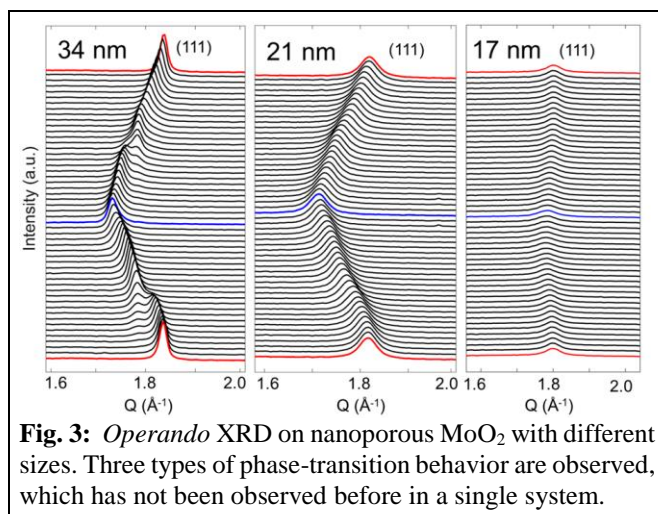 34 nm (111)
21 nm (111)
17 nm (111)
Intensity (a.u.)
1.6 1.8 2.0
1.6 1.8 2.0
1.6 1.8 2.0
Q (Å⁻¹)
Q (Å⁻¹)
Q (Å⁻¹)
Fig. 3: Operando XRD on nanoporous MoO₂ with different
sizes. Three types of phase-transition behavior are observed,
which has not been observed before in a single system.